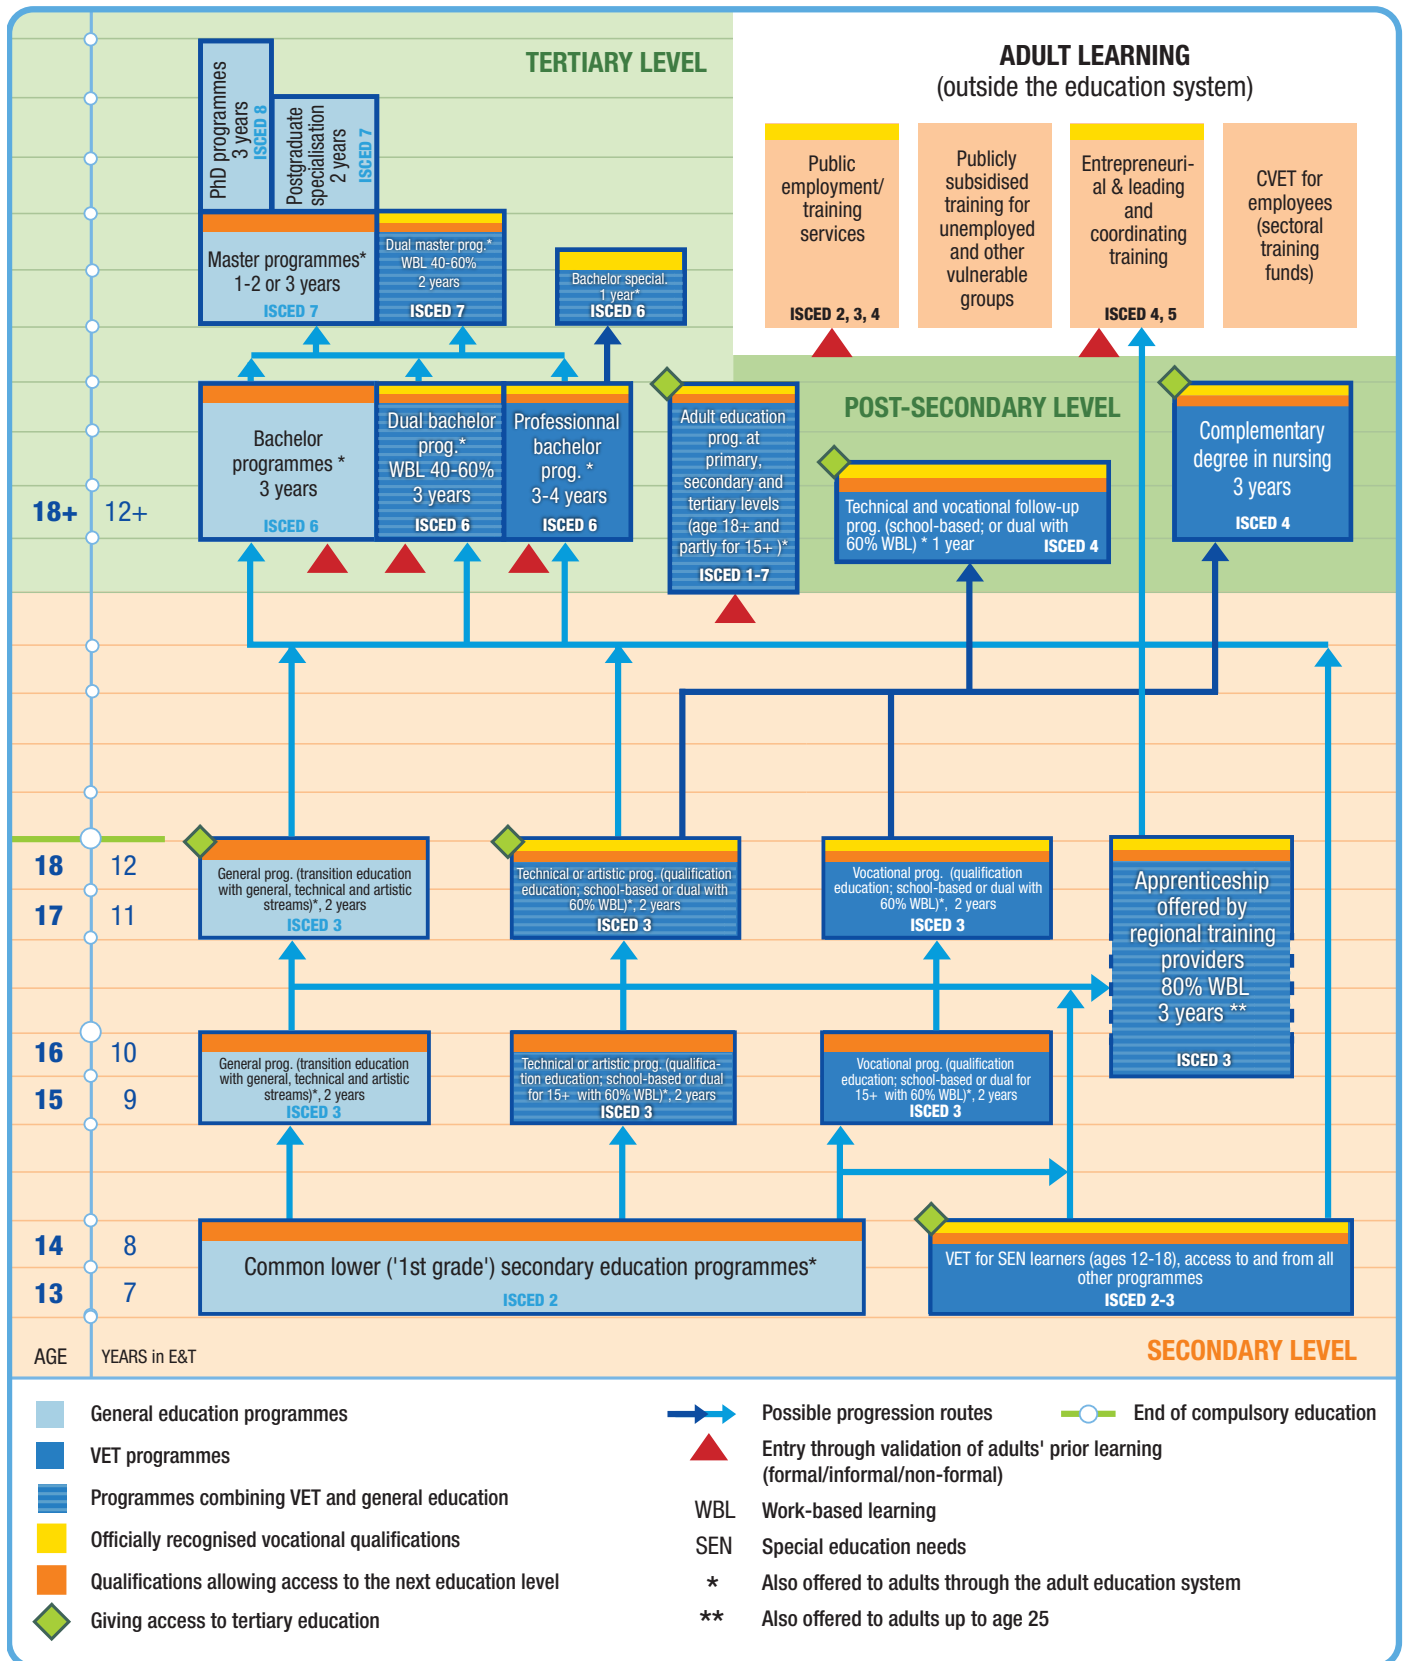 TERTIARY LEVEL
ADULT LEARNING
(outside the education system)
PhD programmes
3 years
ISCED 8
Postgraduate
specialisation
2 years
ISCED 7
Public
employment/
training
services
ISCED 2, 3, 4
Publicly
subsidised
training for
unemployed
and other
vulnerable
groups
Entrepreneuri-
al & leading
and
coordinating
training
ISCED 4, 5
CVET for
employees
(sectoral
training
funds)
Master programmes*
1-2 or 3 years
ISCED 7
Dual master prog.*
WBL 40-60%
2 years
ISCED 7
Bachelor special.
1 year*
ISCED 6
Bachelor
programmes *
3 years
ISCED 6
Dual bachelor
prog.*
WBL 40-60%
3 years
ISCED 6
Professionnal
bachelor
prog. *
3-4 years
ISCED 6
Adult education
prog. at
primary,
secondary and
tertiary levels
(age 18+ and
partly for 15+ )*
ISCED 1-7
POST-SECONDARY LEVEL
Technical and vocational follow-up
prog. (school-based; or dual with
60% WBL) * 1 year
ISCED 4
Complementary
degree in nursing
3 years
ISCED 4
18+ 12+
18 12
17 11
General prog. (transition education
with general, technical and artistic
streams)*, 2 years
ISCED 3
Technical or artistic prog. (qualification
education; school-based or dual with
60% WBL)*, 2 years
ISCED 3
Vocational prog. (qualification
education; school-based or dual with
60% WBL)*, 2 years
ISCED 3
Apprenticeship
offered by
regional training
providers
80% WBL
3 years **
ISCED 3
16 10
15 9
General prog. (transition education
with general, technical and artistic
streams)*, 2 years
ISCED 3
Technical or artistic prog. (qualifica-
tion education; school-based or dual
for 15+ with 60% WBL)*, 2 years
ISCED 3
Vocational prog. (qualification
education; school-based or dual for
15+ with 60% WBL)*, 2 years
ISCED 3
14 8
13 7
Common lower ('1st grade') secondary education programmes*
ISCED 2
VET for SEN learners (ages 12-18), access to and from all
other programmes
ISCED 2-3
AGE YEARS in E&T
SECONDARY LEVEL
General education programmes
VET programmes
Programmes combining VET and general education
Officially recognised vocational qualifications
Qualifications allowing access to the next education level
Giving access to tertiary education
Possible progression routes
End of compulsory education
Entry through validation of adults' prior learning
(formal/informal/non-formal)
WBL Work-based learning
SEN Special education needs
* Also offered to adults through the adult education system
** Also offered to adults up to age 25